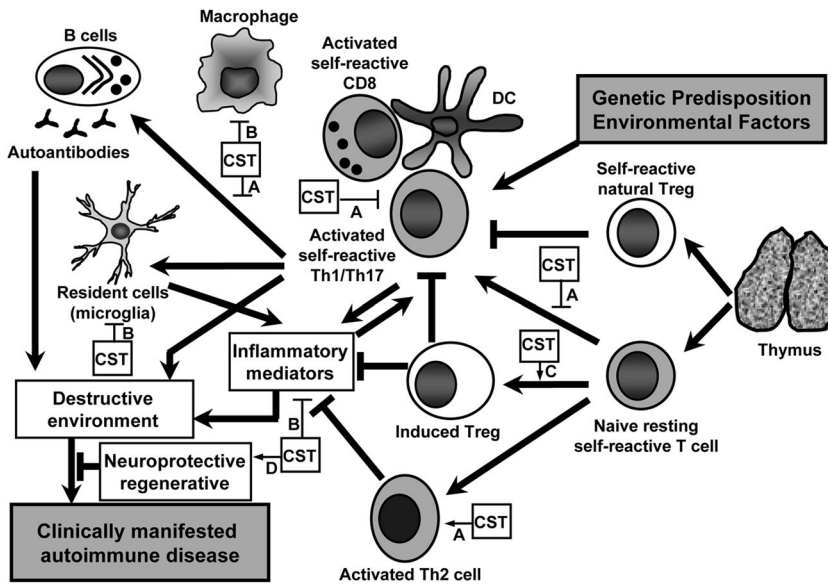 Macrophage
B cells
Autoantibodies
B
CST
A
Activated
self-reactive
CD8
DC
Genetic Predisposition
Environmental Factors
CST
A
Self-reactive
natural Treg
Activated
self-reactive
Th1/Th17
CST
A
Thymus
Resident cells
(microglia)
B
CST
Inflammatory
mediators
CST
C
Induced Treg
Naive resting
self-reactive T cell
Destructive
environment
B
CST
D
Neuroprotective
regenerative
Clinically manifested
autoimmune disease
CST
A
Activated Th2 cell